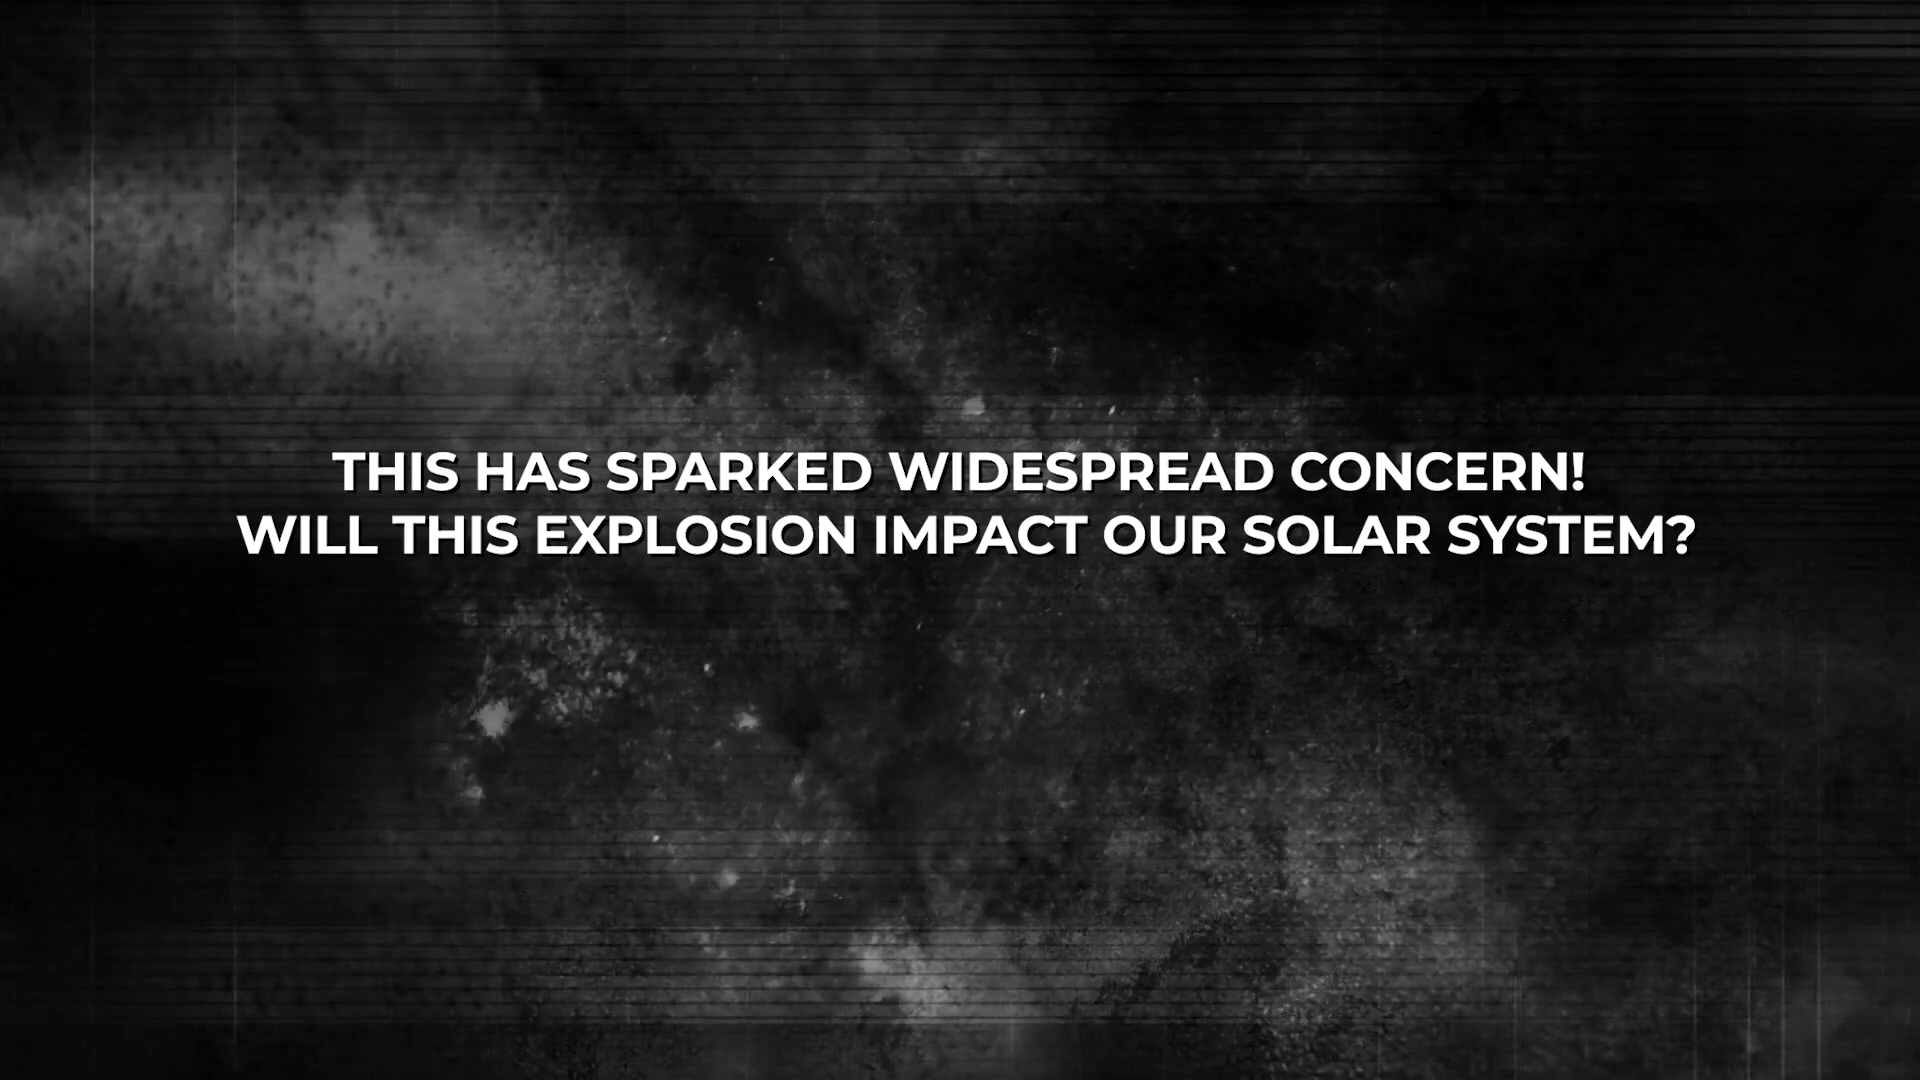 THIS HAS SPARKED WIDESPREAD CONCERN!
WILL THIS EXPLOSION IMPACT OUR SOLAR SYSTEM?